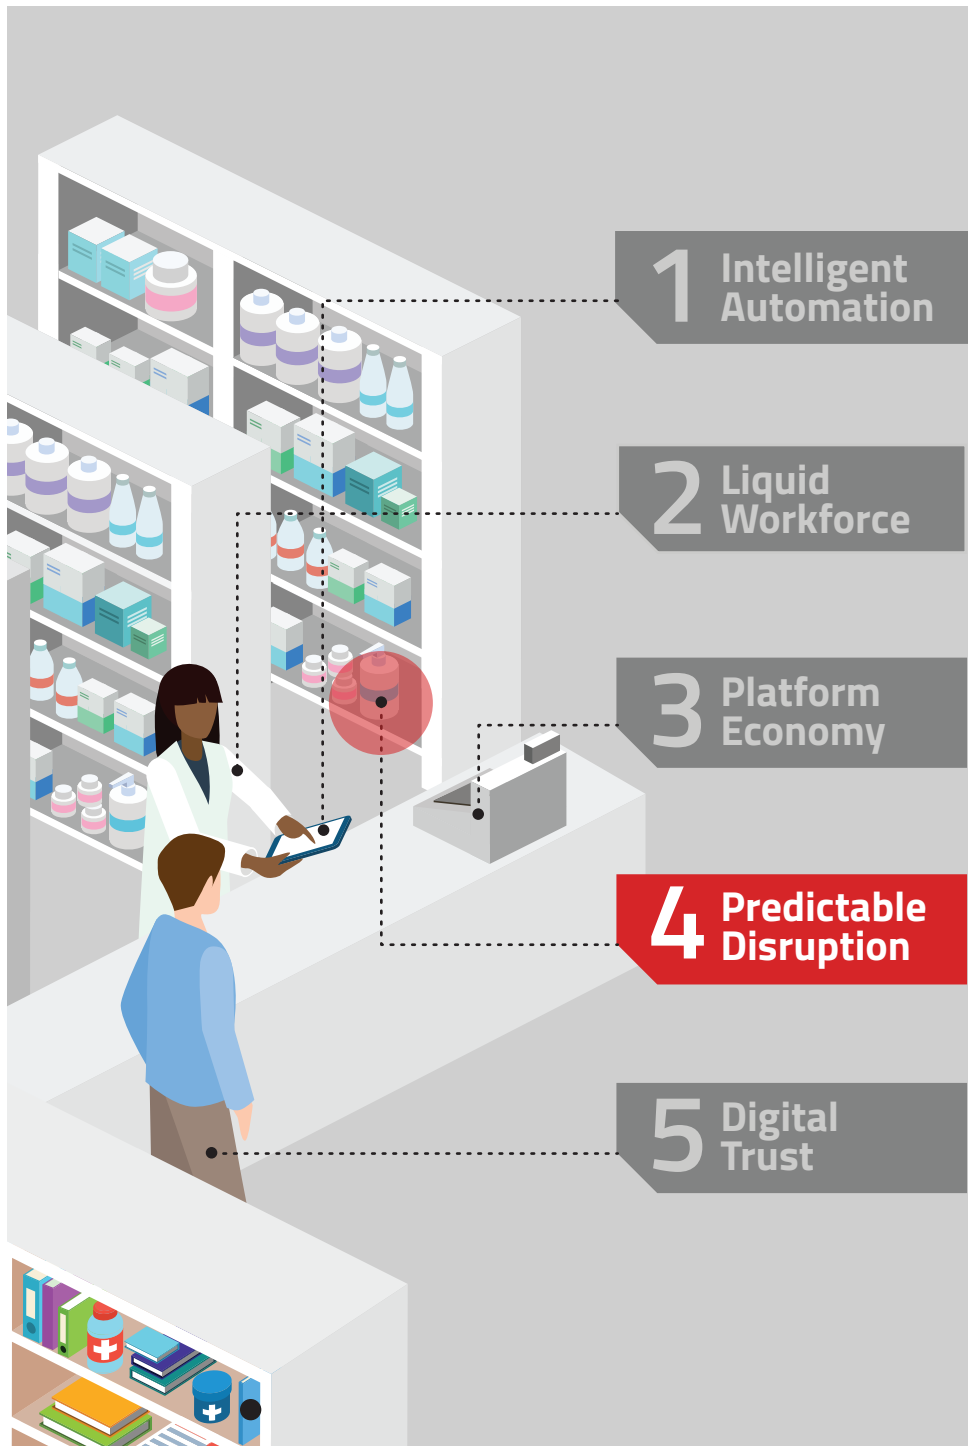 1 Intelligent
Automation
2 Liquid
Workforce
3 Platform
Economy
4 Predictable
Disruption
5 Digital
Trust